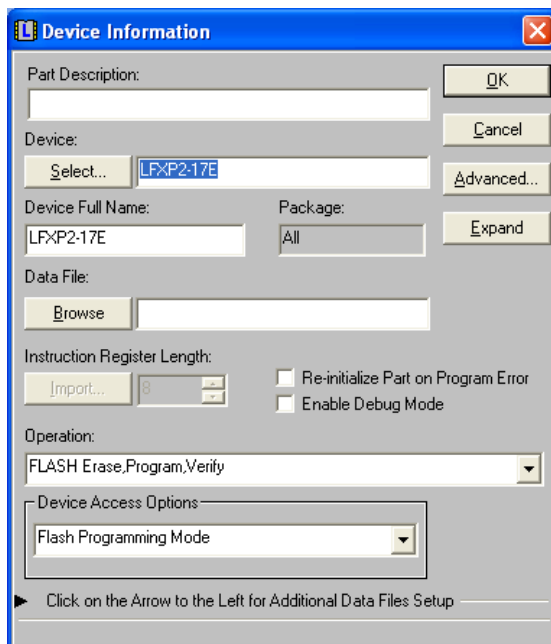 Device Information
Part Description:
OK
Device:
Cancel
Select... LFXP2-17E
Advanced...
Device Full Name: Package:
LFXP2-17E All
Expand
Data File:
Browse
Instruction Register Length:
Import... 8
Re-initialize Part on Program Error
Enable Debug Mode
Operation:
FLASH Erase,Program,Verify
Device Access Options
Flash Programming Mode
Click on the Arrow to the Left for Additional Data Files Setup